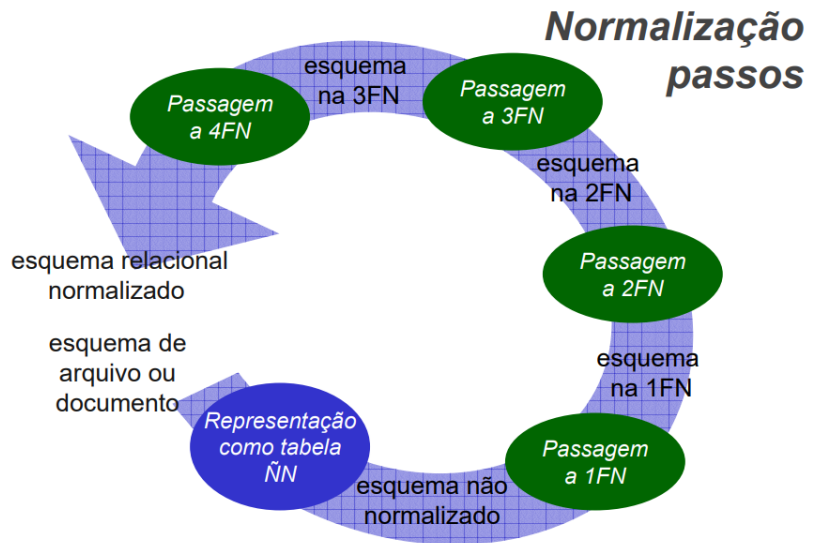 Normalização
passos
esquema de
arquivo ou
documento
Representação
como tabela
ÑN
esquema não
normalizado
Passagem
a 1FN
esquema
na 1FN
Passagem
a 2FN
esquema
na 2FN
Passagem
a 3FN
esquema
na 3FN
Passagem
a 4FN
esquema relacional
normalizado